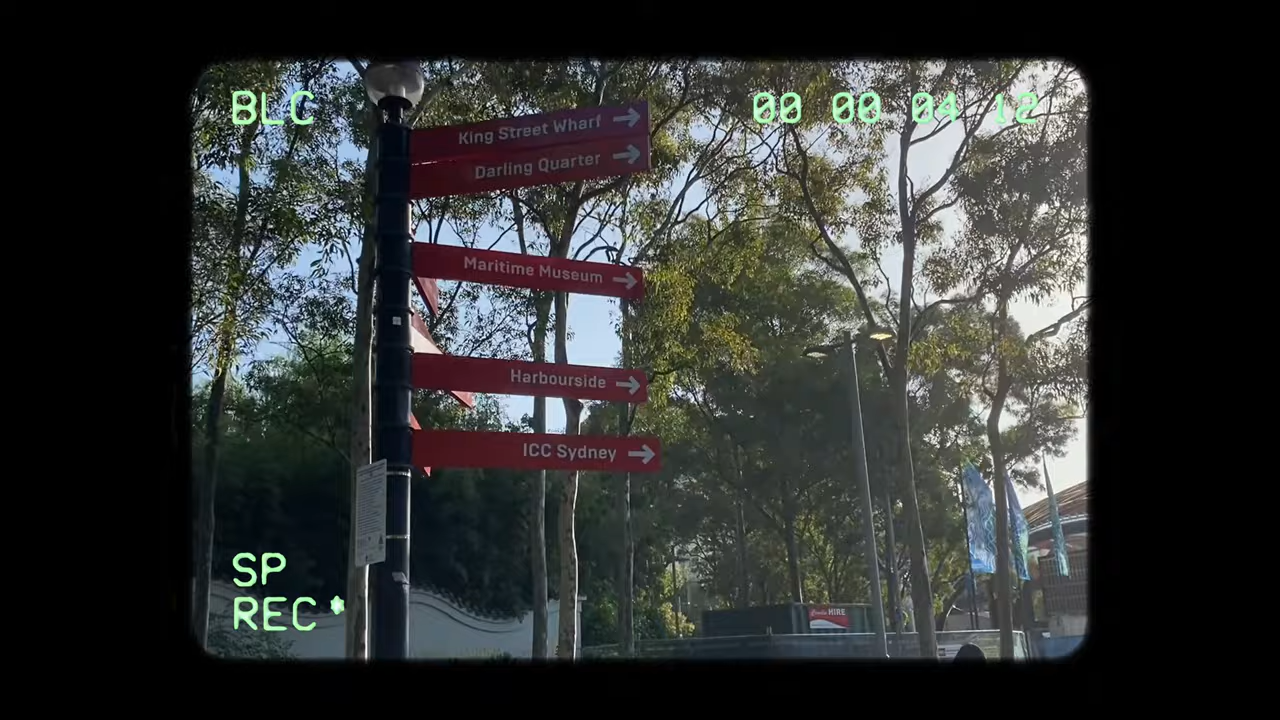 BLC
00 00 04 12
King Street Wharf
Darling Quarter
Maritime Museum
Harbourside
ICC Sydney
SP
REC
HIRE